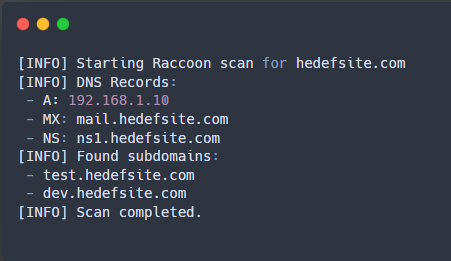 [INFO] Starting Raccoon scan for hedefsite.com
[INFO] DNS Records:
- A: 192.168.1.10
- MX: mail.hedefsite.com
- NS: ns1.hedefsite.com
[INFO] Found subdomains:
- test.hedefsite.com
- dev.hedefsite.com
[INFO] Scan completed.